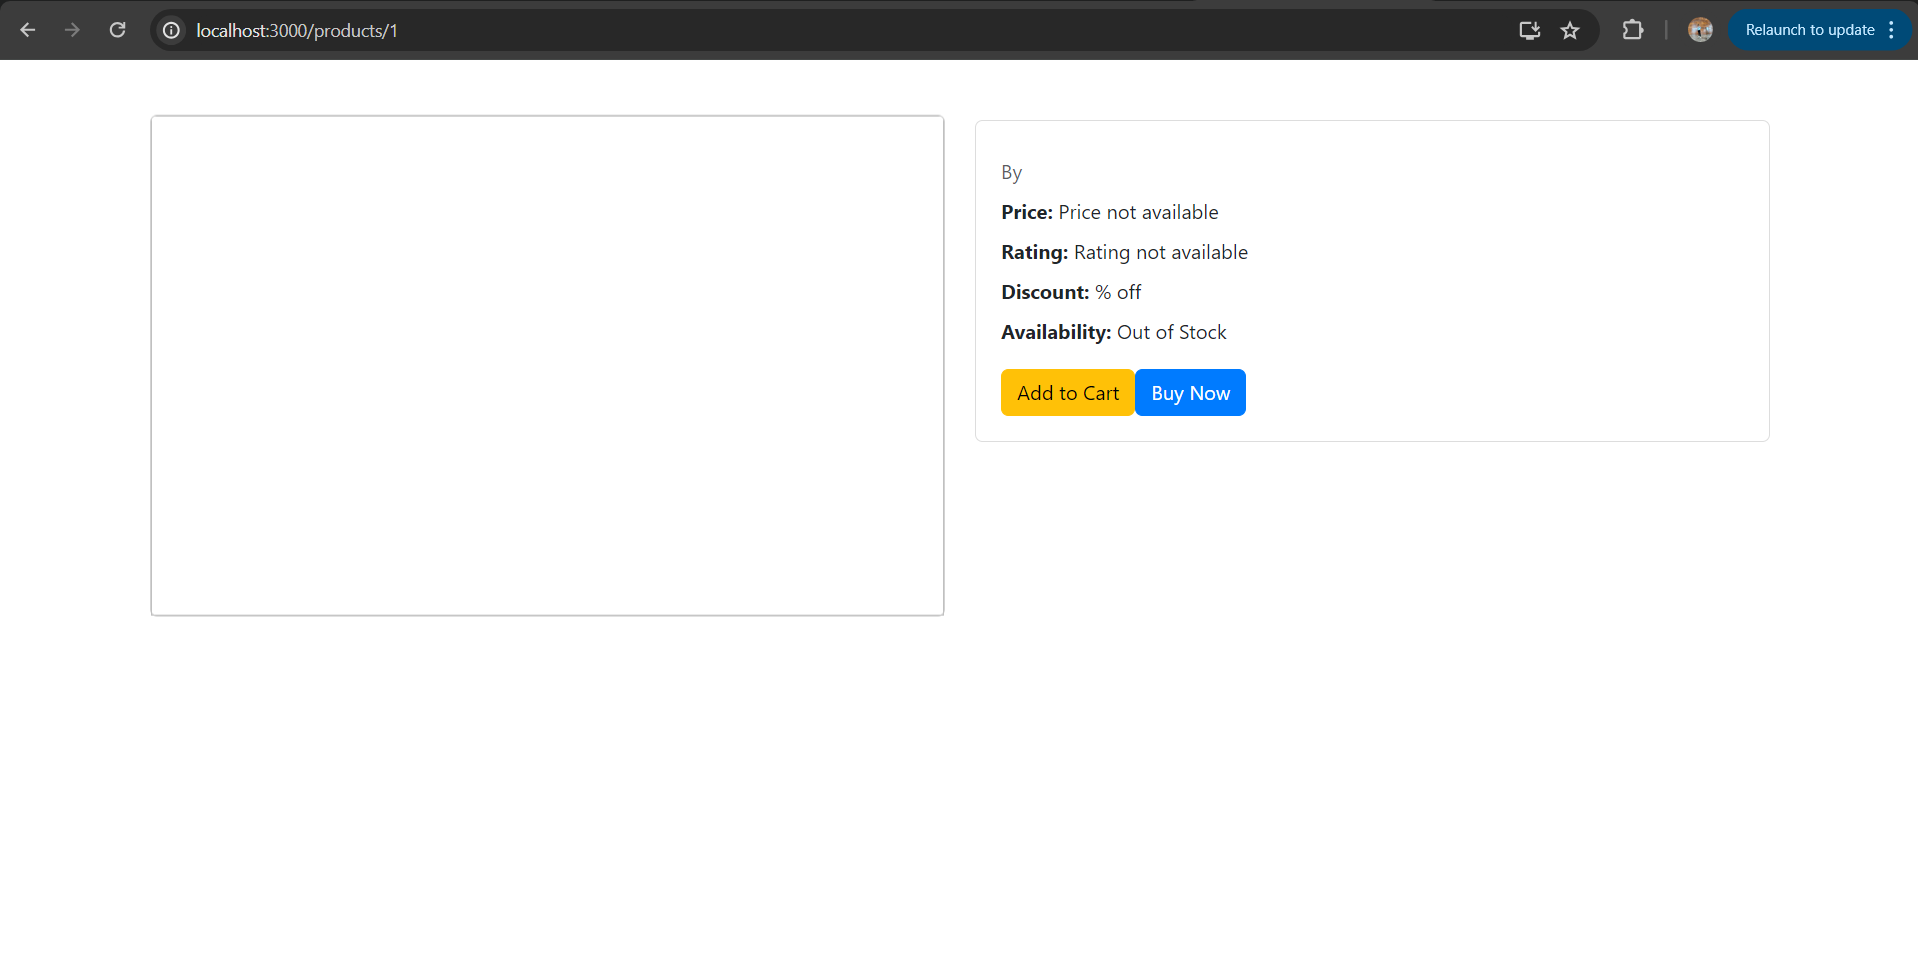 localhost:3000/products/1
Relaunch to update
By
Price: Price not available
Rating: Rating not available
Discount: % off
Availability: Out of Stock
Add to Cart Buy Now